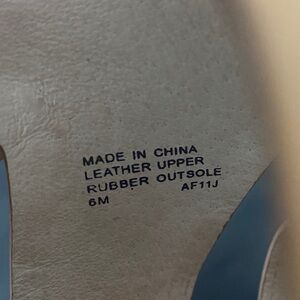 MADE IN CHINA
LEATHER UPPER
RUBBER OUTSOLE
6M AF11J